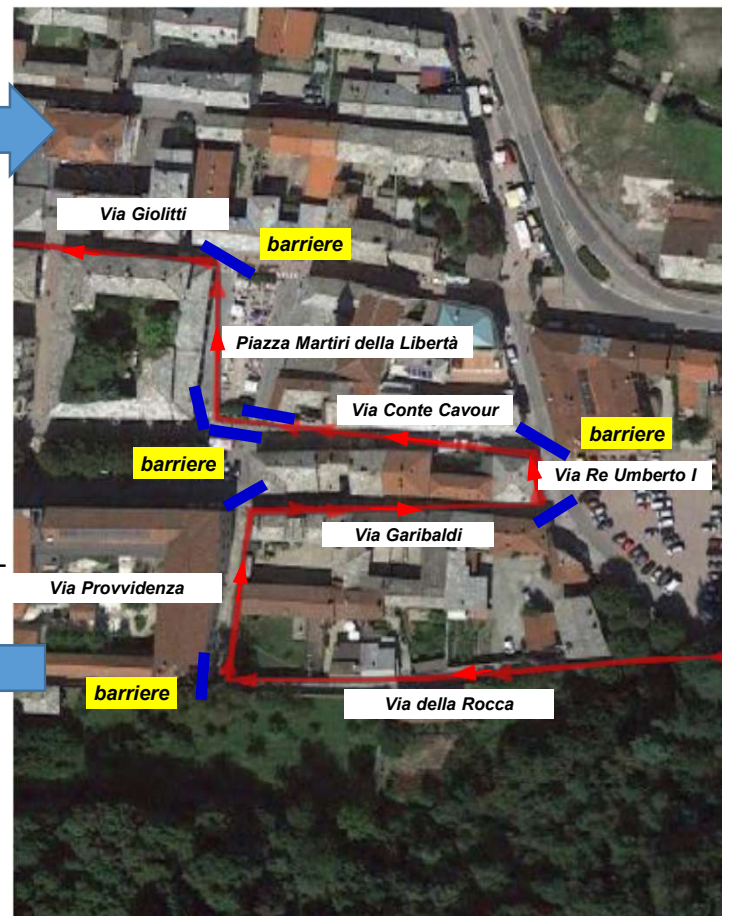 Via Giolitti
barriere
Piazza Martiri della Libertà
Via Conte Cavour
barriere
barriere
Via Re Umberto I
Via Garibaldi
Via Provvidenza
barriere
Via della Rocca